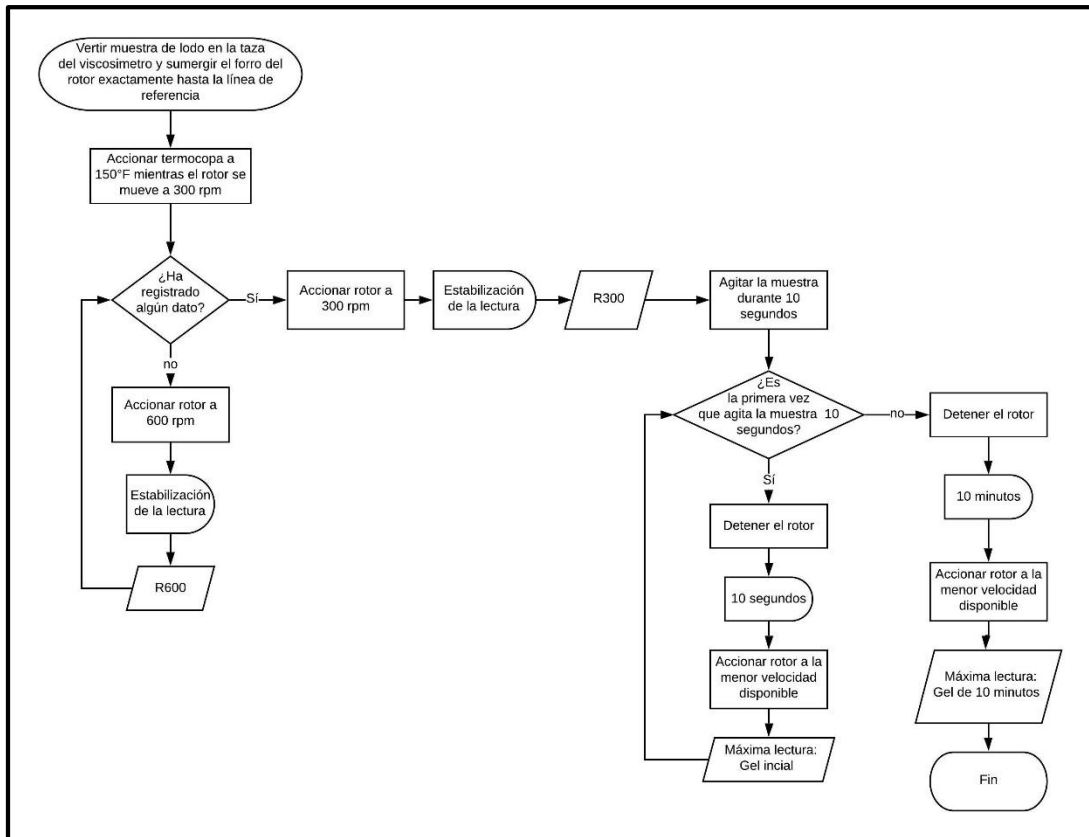 Vertir muestra de lodo en la taza
del viscosimetro y sumergir el forro del
rotor exactamente hasta la línea de
referencia
Accionar termocopa a
150°F mientras el rotor se
mueve a 300 rpm
¿Ha
registrado
algún dato?
Sí
Accionar rotor a
300 rpm
Estabilización
de la lectura
R300
Agitar la muestra
durante 10
segundos
no
Accionar rotor a
600 rpm
Estabilización
de la lectura
R600
¿Es
la primera vez
que agita la muestra 10
segundos?
no
Detener el rotor
10 minutos
Accionar rotor a la
menor velocidad
disponible
Máxima lectura:
Gel de 10 minutos
Fin
Sí
Detener el rotor
10 segundos
Accionar rotor a la
menor velocidad
disponible
Máxima lectura:
Gel incial